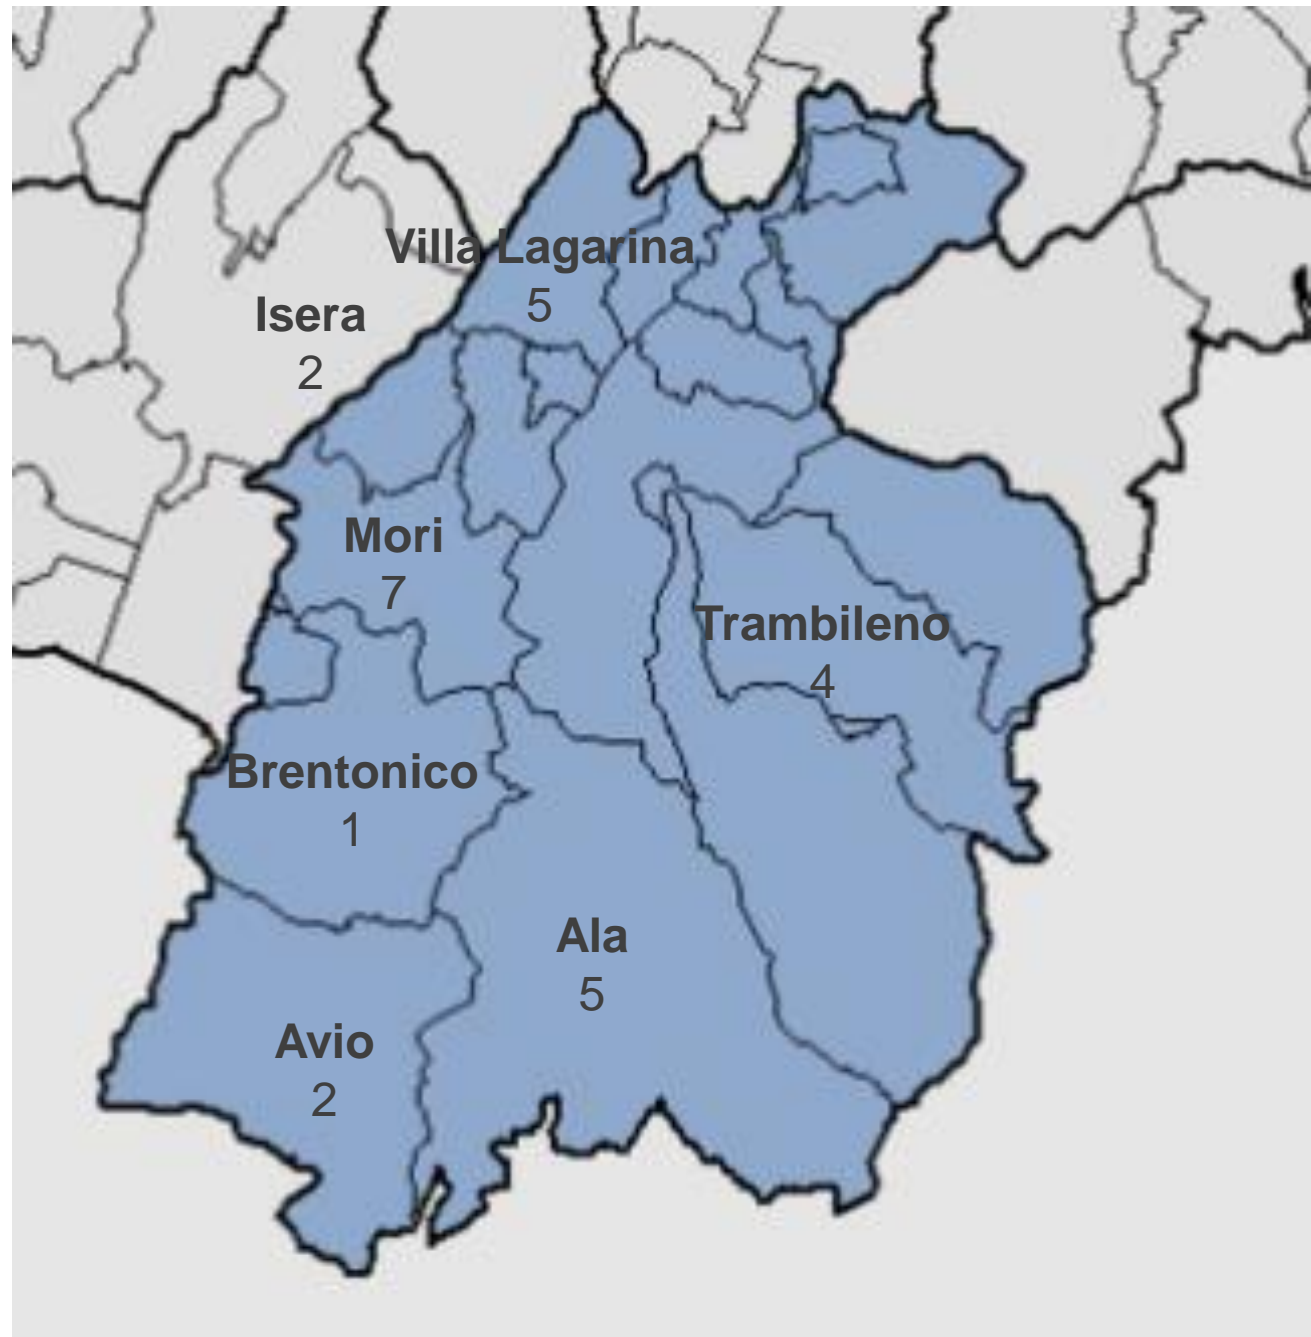 Villa Lagarina
5
Isera
2
Mori
7
Trambileno
4
Brentonico
1
Ala
5
Avio
2